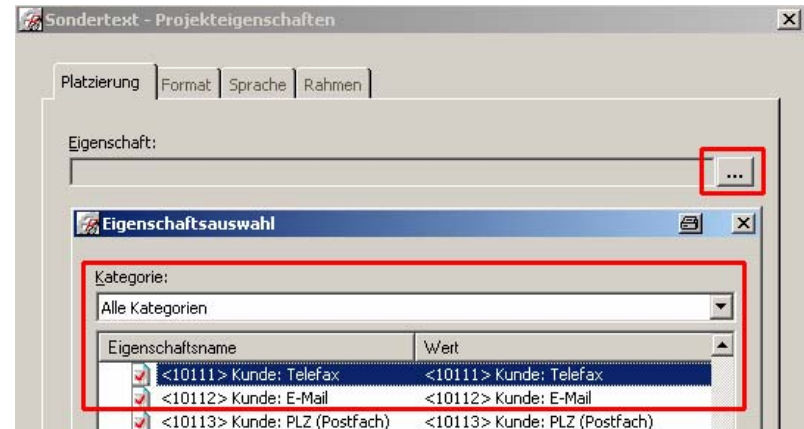 Sondertext - Projekteigenschaften
Platzierung Format Sprache Rahmen
Eigenschaft:
...
Eigenschaftsauswahl
Kategorie:
Alle Kategorien
Eigenschaftsname Wert
<10111> Kunde: Telefax <10111> Kunde: Telefax
<10112> Kunde: E-Mail <10112> Kunde: E-Mail
<10113> Kunde: PLZ (Postfach) <10113> Kunde: PLZ (Postfach)